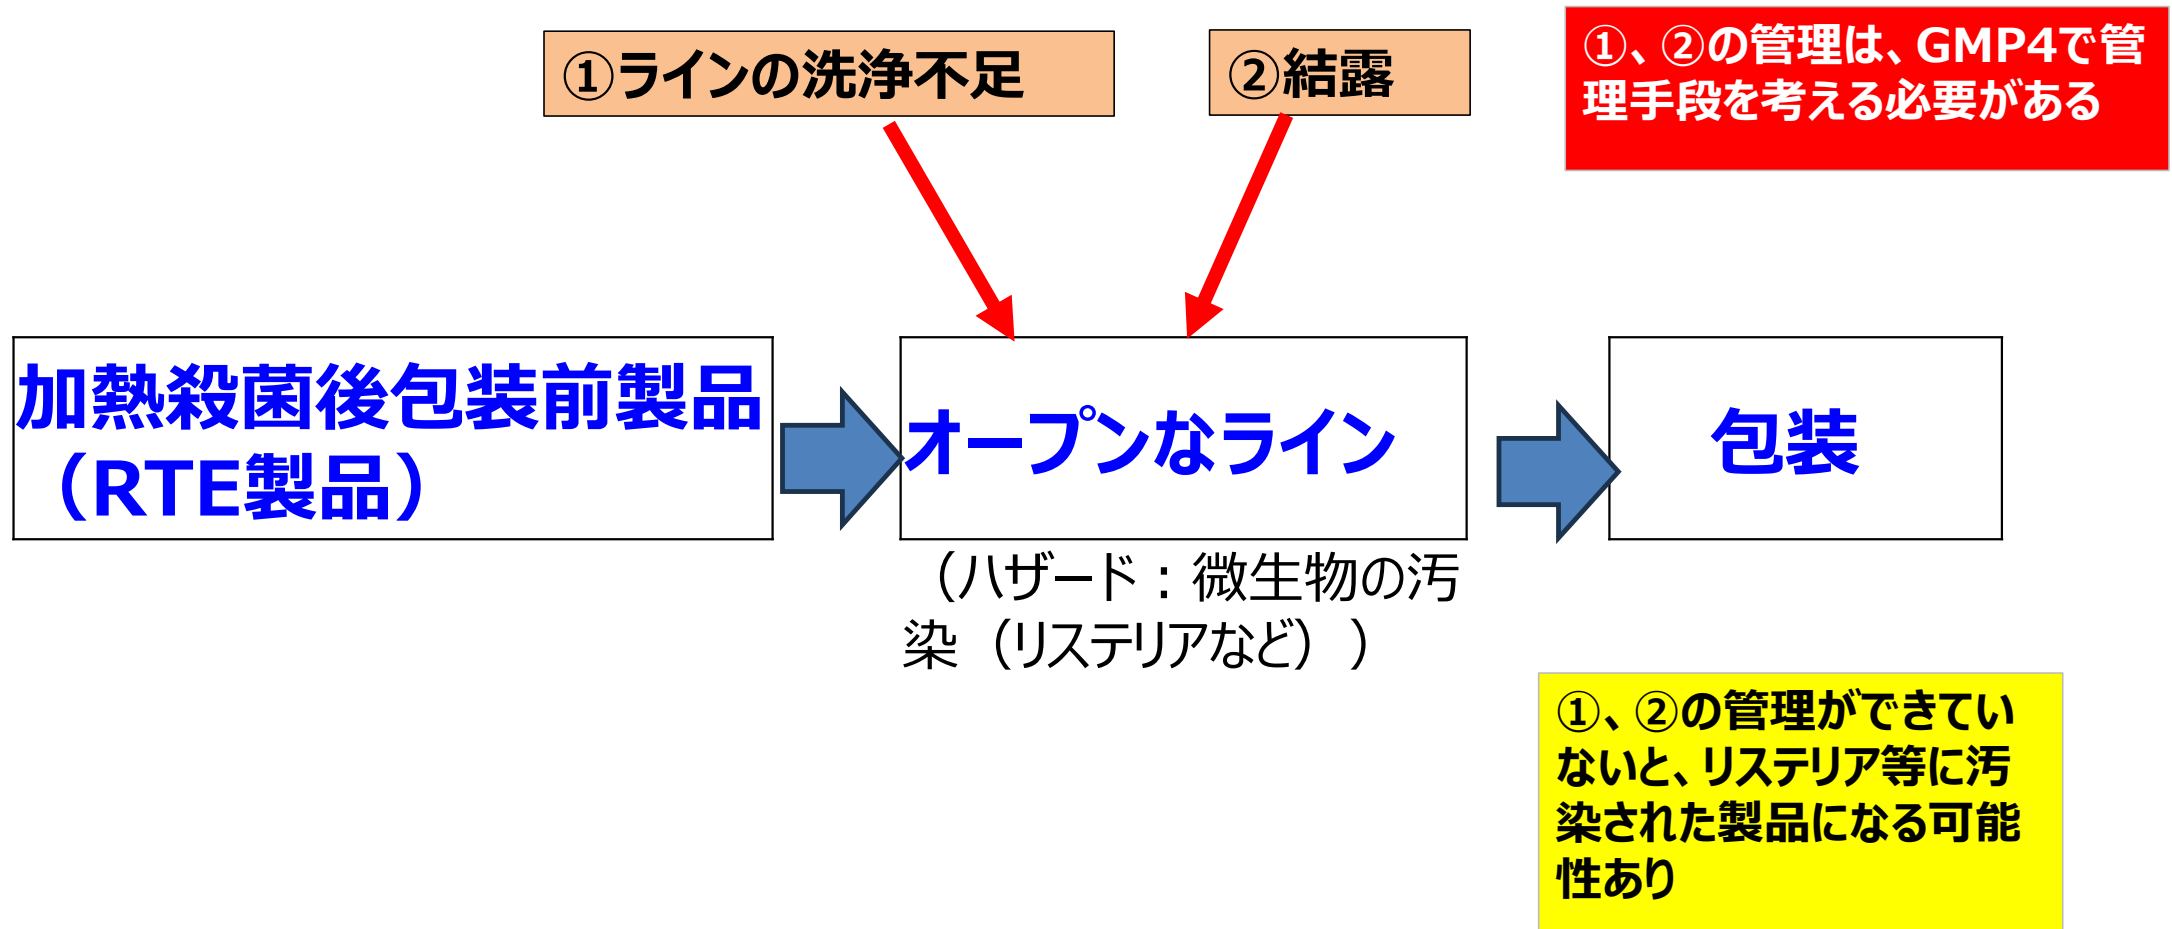 ①ラインの洗浄不足
②結露
①、②の管理は、GMP4で管
理手段を考える必要がある
加熱殺菌後包装前製品
（RTE製品）
オープンなライン
包装
（ハザード：微生物の汚
染（リステリアなど））
①、②の管理ができてい
ないと、リステリア等に汚
染された製品になる可能
性あり